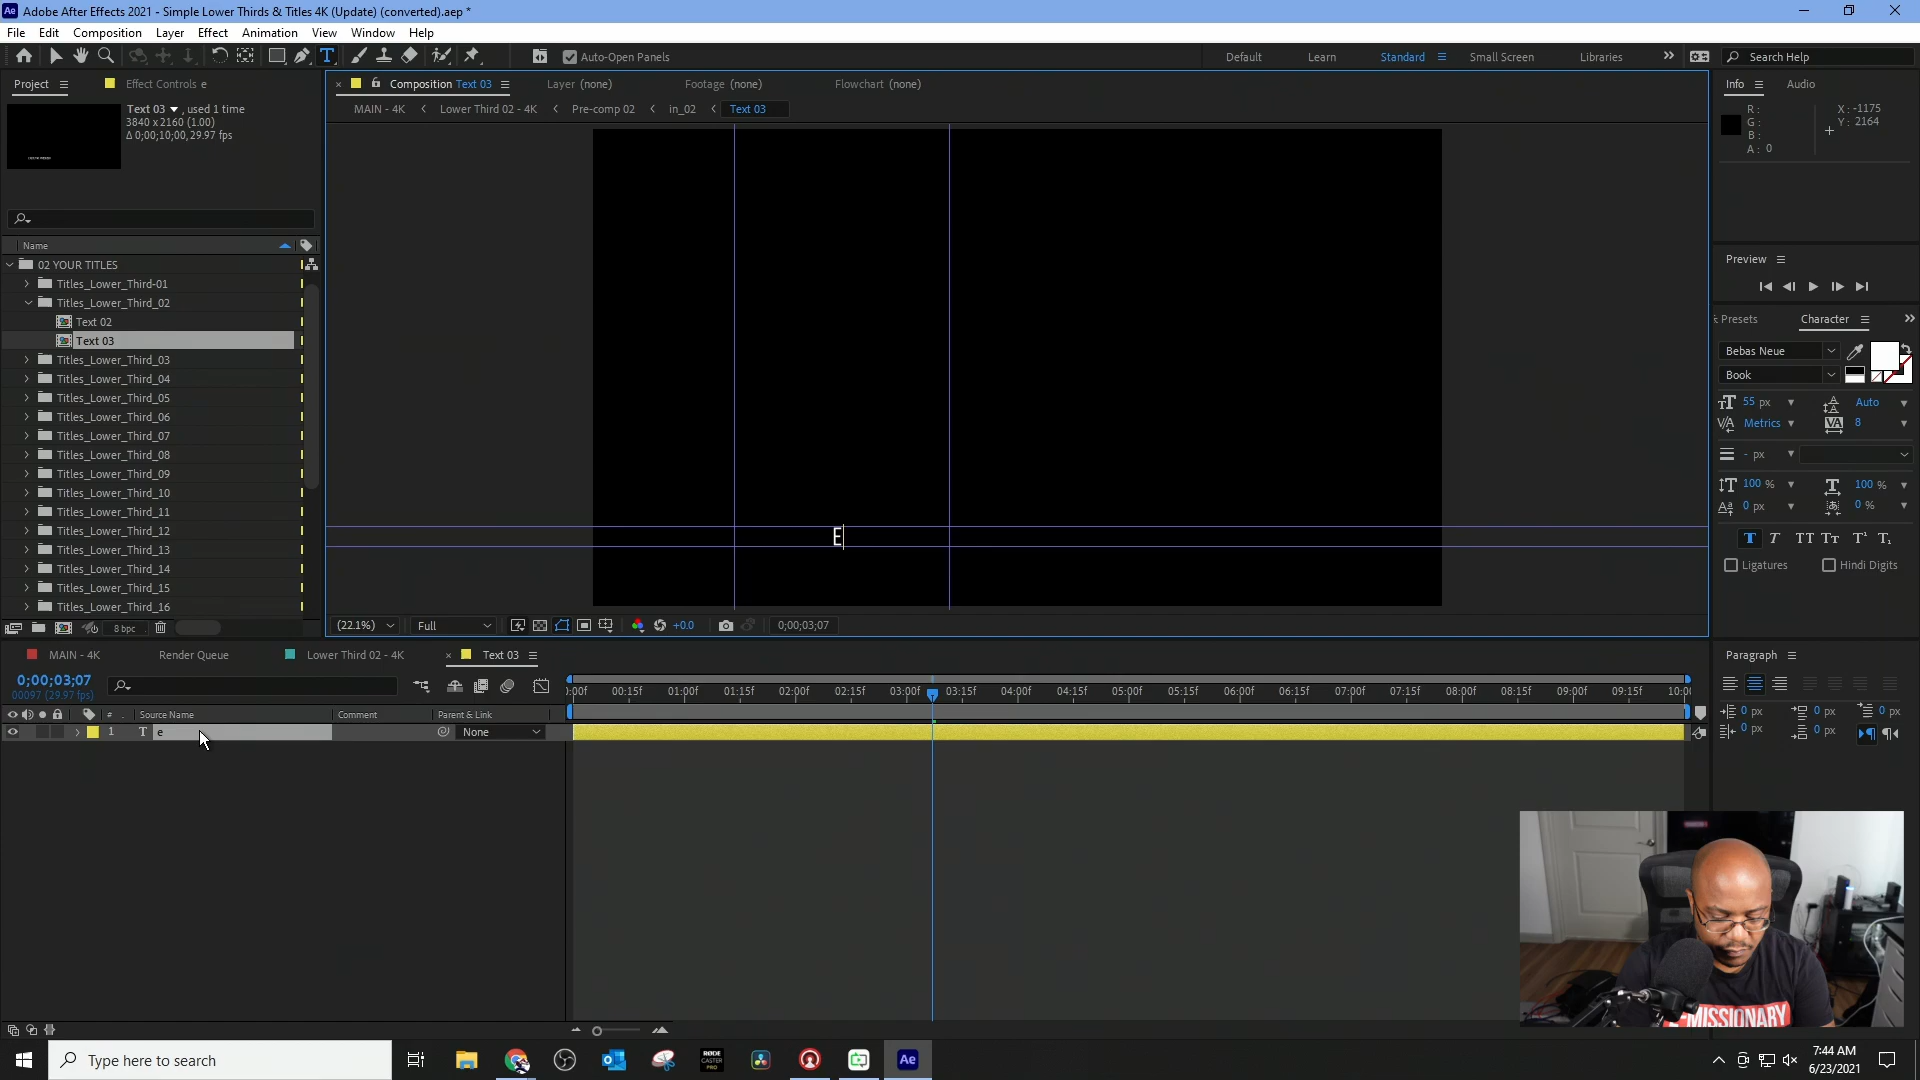 Adobe After Effects 2021 - Simple Lower Thirds & Titles 4K (Update) (converted).aep *
File Edit Composition Layer Effect Animation View Window Help
Auto-Open Panels
Default Learn Standard Small Screen Libraries
Search Help
Project
Effect Controls e
Composition Text 03
Layer (none)
Footage (none)
Flowchart (none)
Info
Audio
Text 03 , used 1 time
3840 x 2160 (1.00)
Δ 0;00;10;00, 29.97 fps
MAIN - 4K
Lower Third 02 - 4K
Pre-comp 02
in_02
Text 03
R :
G :
B :
A : 0
X : -1175
Y : 2164
Name
02 YOUR TITLES
Titles_Lower_Third-01
Titles_Lower_Third_02
Text 02
Text 03
Titles_Lower_Third_03
Titles_Lower_Third_04
Titles_Lower_Third_05
Titles_Lower_Third_06
Titles_Lower_Third_07
Titles_Lower_Third_08
Titles_Lower_Third_09
Titles_Lower_Third_10
Titles_Lower_Third_11
Titles_Lower_Third_12
Titles_Lower_Third_13
Titles_Lower_Third_14
Titles_Lower_Third_15
Titles_Lower_Third_16
8 bpc
E
(22.1%)
Full
+0.0
0;00;03;07
Preview
Presets
Character
Bebas Neue
Book
55 px
Auto
Metrics
8
- px
100 %
100 %
0 px
0 %
T T TT Tt T¹ T₁
Ligatures
Hindi Digits
MAIN - 4K
Render Queue
Lower Third 02 - 4K
Text 03
0;00;03;07
00097 (29.97 fps)
# Source Name Comment Parent & Link
1 T e None
:00f 00:15f 01:00f 01:15f 02:00f 02:15f 03:00f 03:15f 04:00f 04:15f 05:00f 05:15f 06:00f 06:15f 07:00f 07:15f 08:00f 08:15f 09:00f 09:15f 10:0
Paragraph
0 px
0 px
0 px
0 px
0 px
MISSIONARY
Type here to search
RØDE
CASTER
PRO
Ae
7:44 AM
6/23/2021